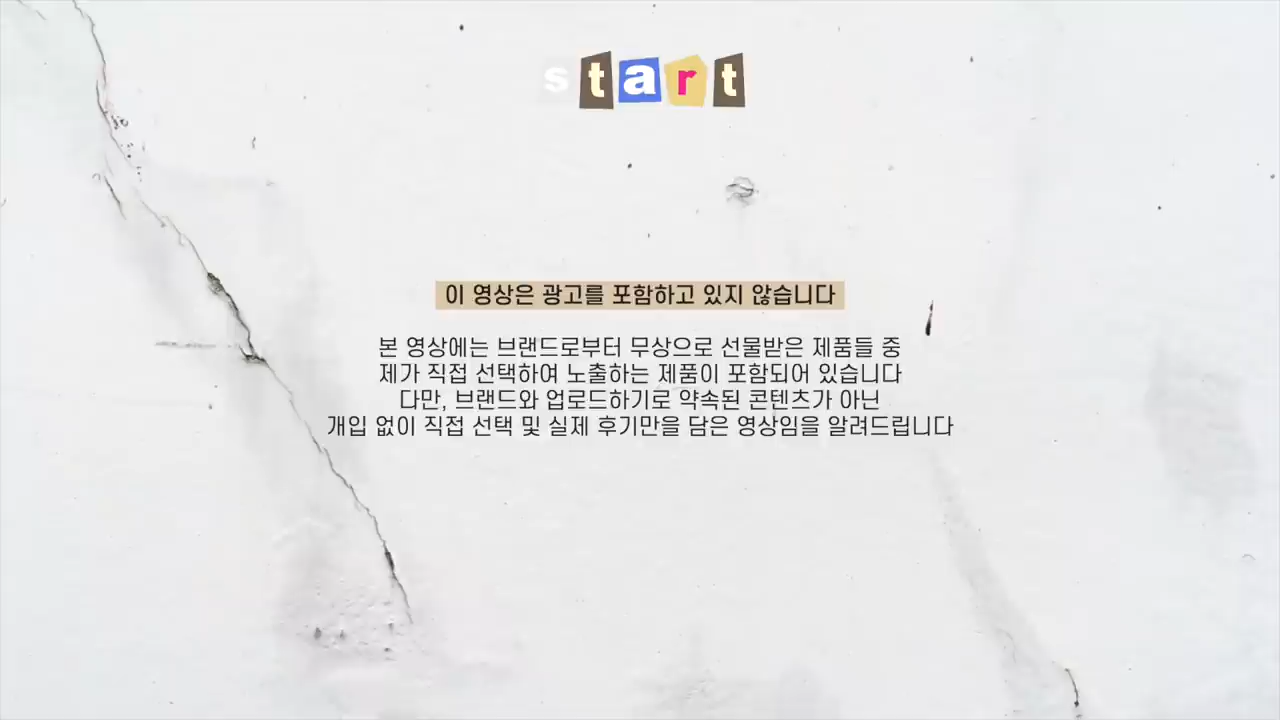 start
이 영상은 광고를 포함하고 있지 않습니다
본 영상에는 브랜드로부터 무상으로 선물받은 제품들 중
제가 직접 선택하여 노출하는 제품이 포함되어 있습니다
다만, 브랜드와 업로드하기로 약속된 콘텐츠가 아닌
개입 없이 직접 선택 및 실제 후기만을 담은 영상임을 알려드립니다